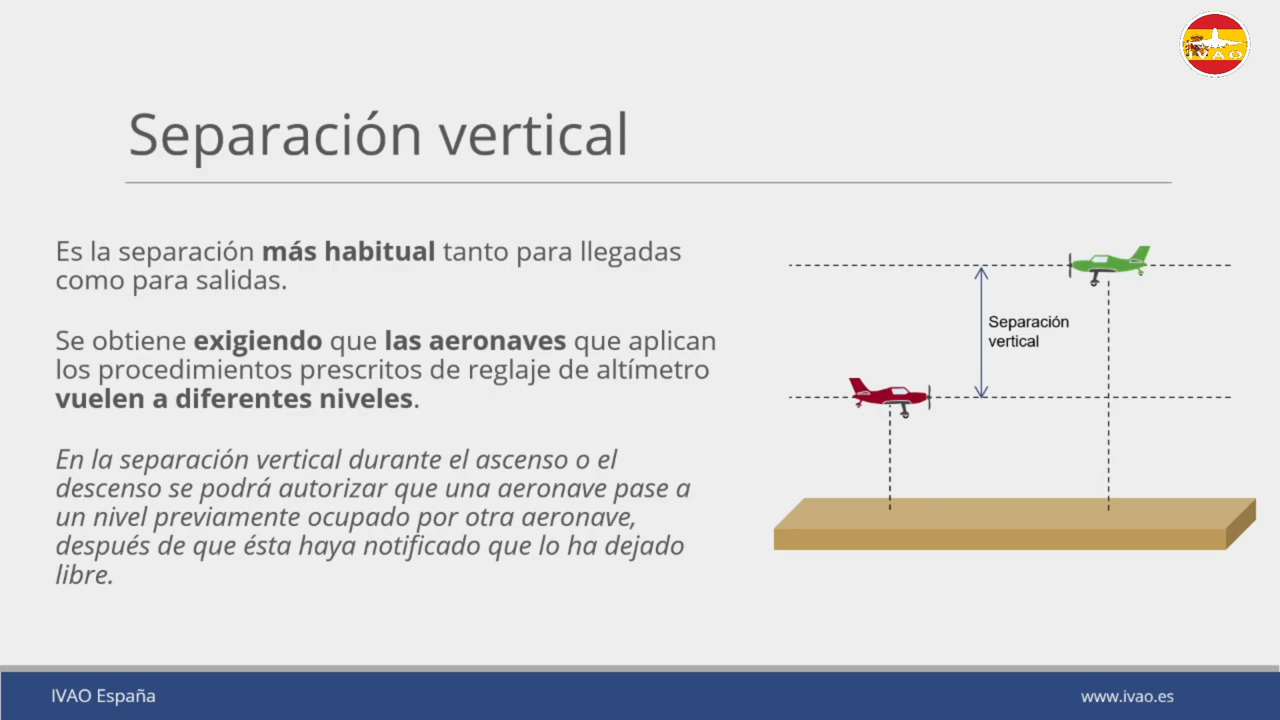 IVAO
Separación vertical
Es la separación más habitual tanto para llegadas
como para salidas.
Se obtiene exigiendo que las aeronaves que aplican
los procedimientos prescritos de reglaje de altímetro
vuelen a diferentes niveles.
En la separación vertical durante el ascenso o el
descenso se podrá autorizar que una aeronave pase a
un nivel previamente ocupado por otra aeronave,
después de que ésta haya notificado que lo ha dejado
libre.
Separación
vertical
IVAO España
www.ivao.es